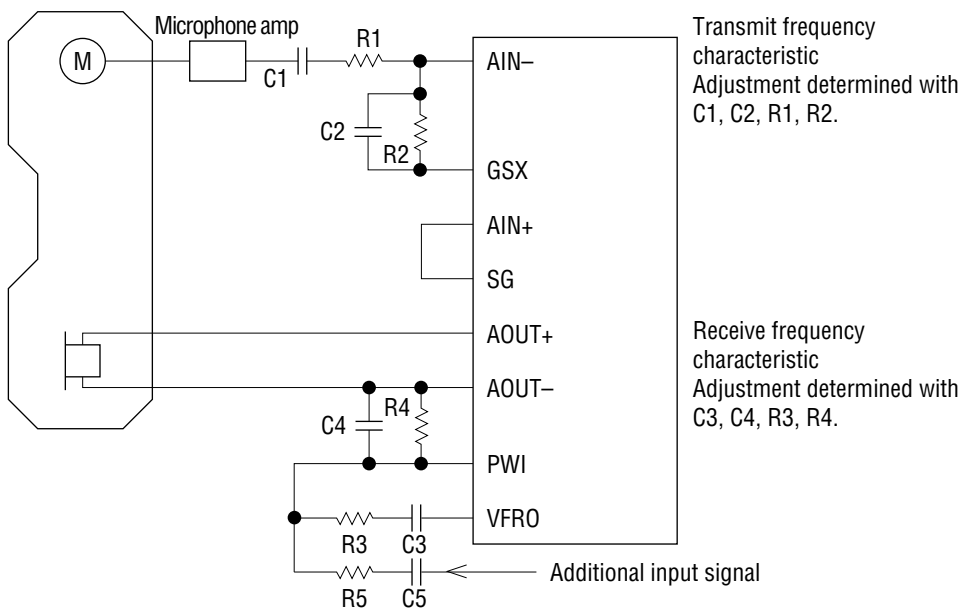 Microphone amp
M
C1
R1
C2
R2
AIN–
GSX
AIN+
SG
AOUT+
AOUT–
PWI
VFRO
C4
R4
R3
C3
R5
C5
Additional input signal
Transmit frequency
characteristic
Adjustment determined with
C1, C2, R1, R2.
Receive frequency
characteristic
Adjustment determined with
C3, C4, R3, R4.